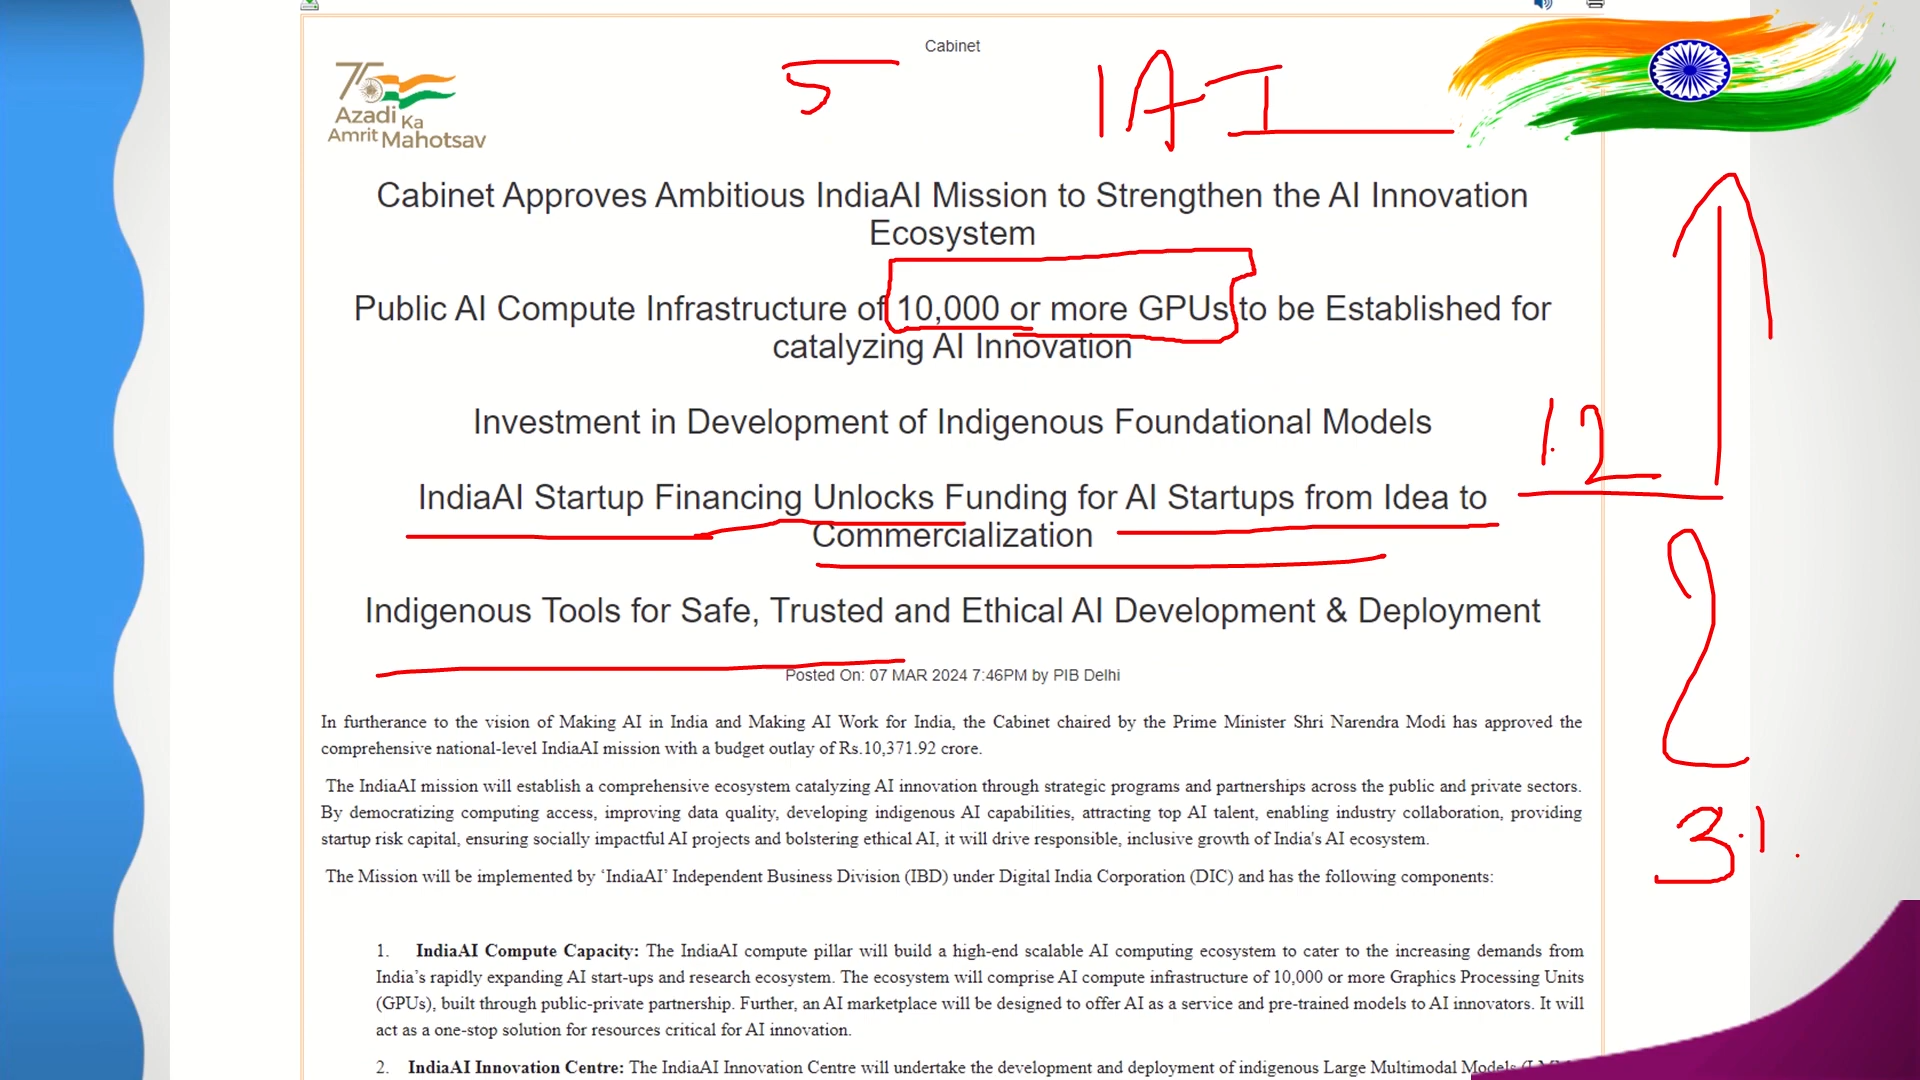 Cabinet
5
IAI
75
Azadi Ka
Amrit Mahotsav
Cabinet Approves Ambitious IndiaAI Mission to Strengthen the AI Innovation
Ecosystem
Public AI Compute Infrastructure of 10,000 or more GPUs to be Established for
catalyzing AI Innovation
Investment in Development of Indigenous Foundational Models
1.2
IndiaAI Startup Financing Unlocks Funding for AI Startups from Idea to
Commercialization
2
Indigenous Tools for Safe, Trusted and Ethical AI Development & Deployment
Posted On: 07 MAR 2024 7:46PM by PIB Delhi
In furtherance to the vision of Making AI in India and Making AI Work for India, the Cabinet chaired by the Prime Minister Shri Narendra Modi has approved the
comprehensive national-level IndiaAI mission with a budget outlay of Rs.10,371.92 crore.
The IndiaAI mission will establish a comprehensive ecosystem catalyzing AI innovation through strategic programs and partnerships across the public and private sectors.
By democratizing computing access, improving data quality, developing indigenous AI capabilities, attracting top AI talent, enabling industry collaboration, providing
startup risk capital, ensuring socially impactful AI projects and bolstering ethical AI, it will drive responsible, inclusive growth of India's AI ecosystem.
3.1
The Mission will be implemented by ‘IndiaAI’ Independent Business Division (IBD) under Digital India Corporation (DIC) and has the following components:
1. IndiaAI Compute Capacity: The IndiaAI compute pillar will build a high-end scalable AI computing ecosystem to cater to the increasing demands from
India’s rapidly expanding AI start-ups and research ecosystem. The ecosystem will comprise AI compute infrastructure of 10,000 or more Graphics Processing Units
(GPUs), built through public-private partnership. Further, an AI marketplace will be designed to offer AI as a service and pre-trained models to AI innovators. It will
act as a one-stop solution for resources critical for AI innovation.
2. IndiaAI Innovation Centre: The IndiaAI Innovation Centre will undertake the development and deployment of indigenous Large Multimodal Models